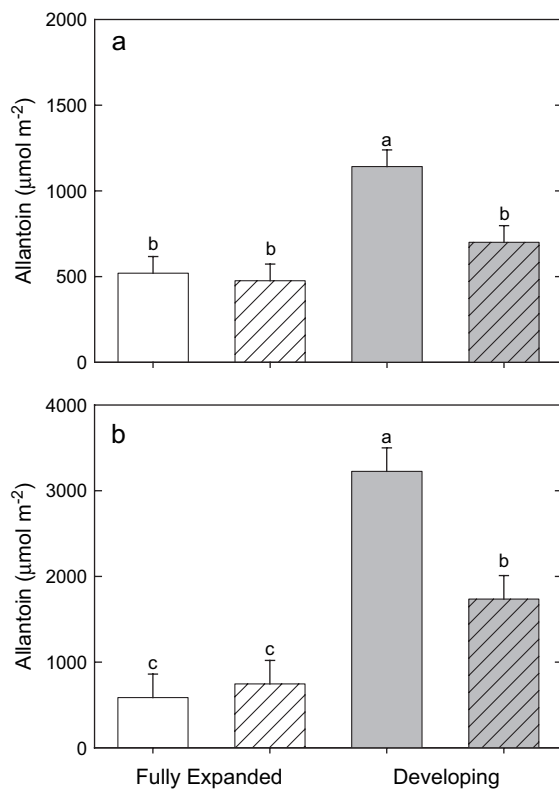 a
Allantoin (μmol m⁻²)
2000
1500
1000
500
0
b
b
a
b
b
Allantoin (μmol m⁻²)
4000
3000
2000
1000
0
c
c
a
b
Fully Expanded
Developing